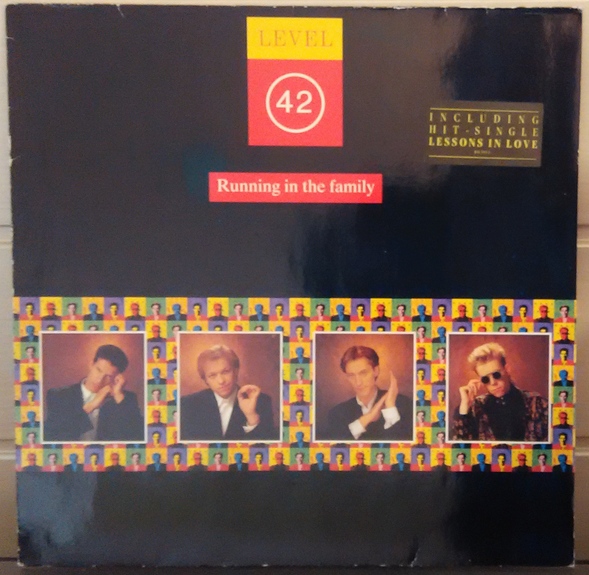 LEVEL
42
Running in the family
INCLUDING
HIT-SINGLE
LESSONS IN LOVE